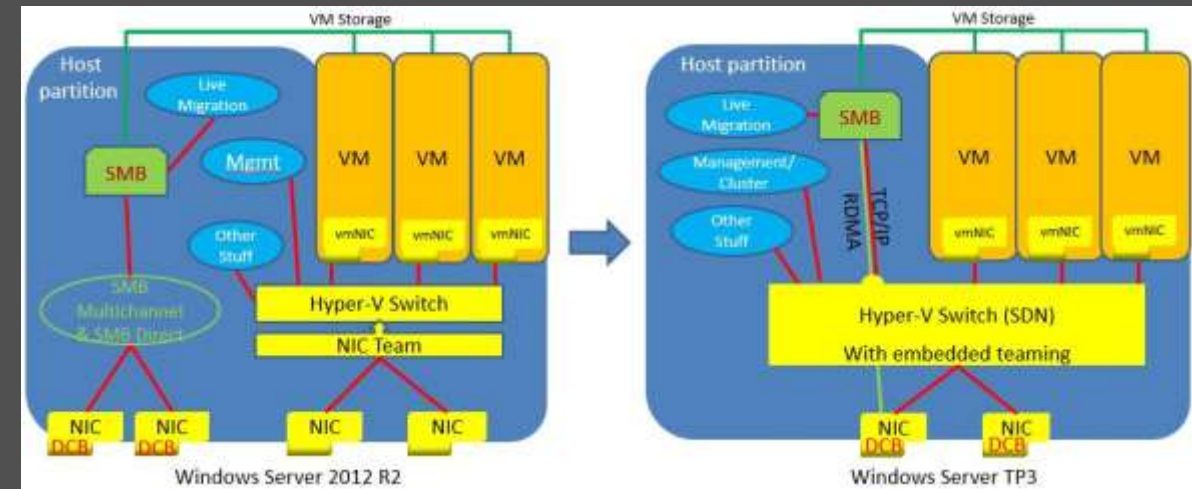 VM Storage
Host
partition
Live
Migration
SMB
Mgmt
VM
VM
VM
Other
Stuff
vmNIC
vmNIC
vmNIC
SMB
Multichannel
& SMB Direct
Hyper-V Switch
NIC Team
NIC
DCB
NIC
DCB
NIC
NIC
Windows Server 2012 R2
VM Storage
Host partition
Live
Migration
SMB
Management/
Cluster
VM
VM
VM
Other
Stuff
RDMA
TCP/IP
vmNIC
vmNIC
vmNIC
Hyper-V Switch (SDN)
With embedded teaming
NIC
DCB
NIC
DCB
Windows Server TP3